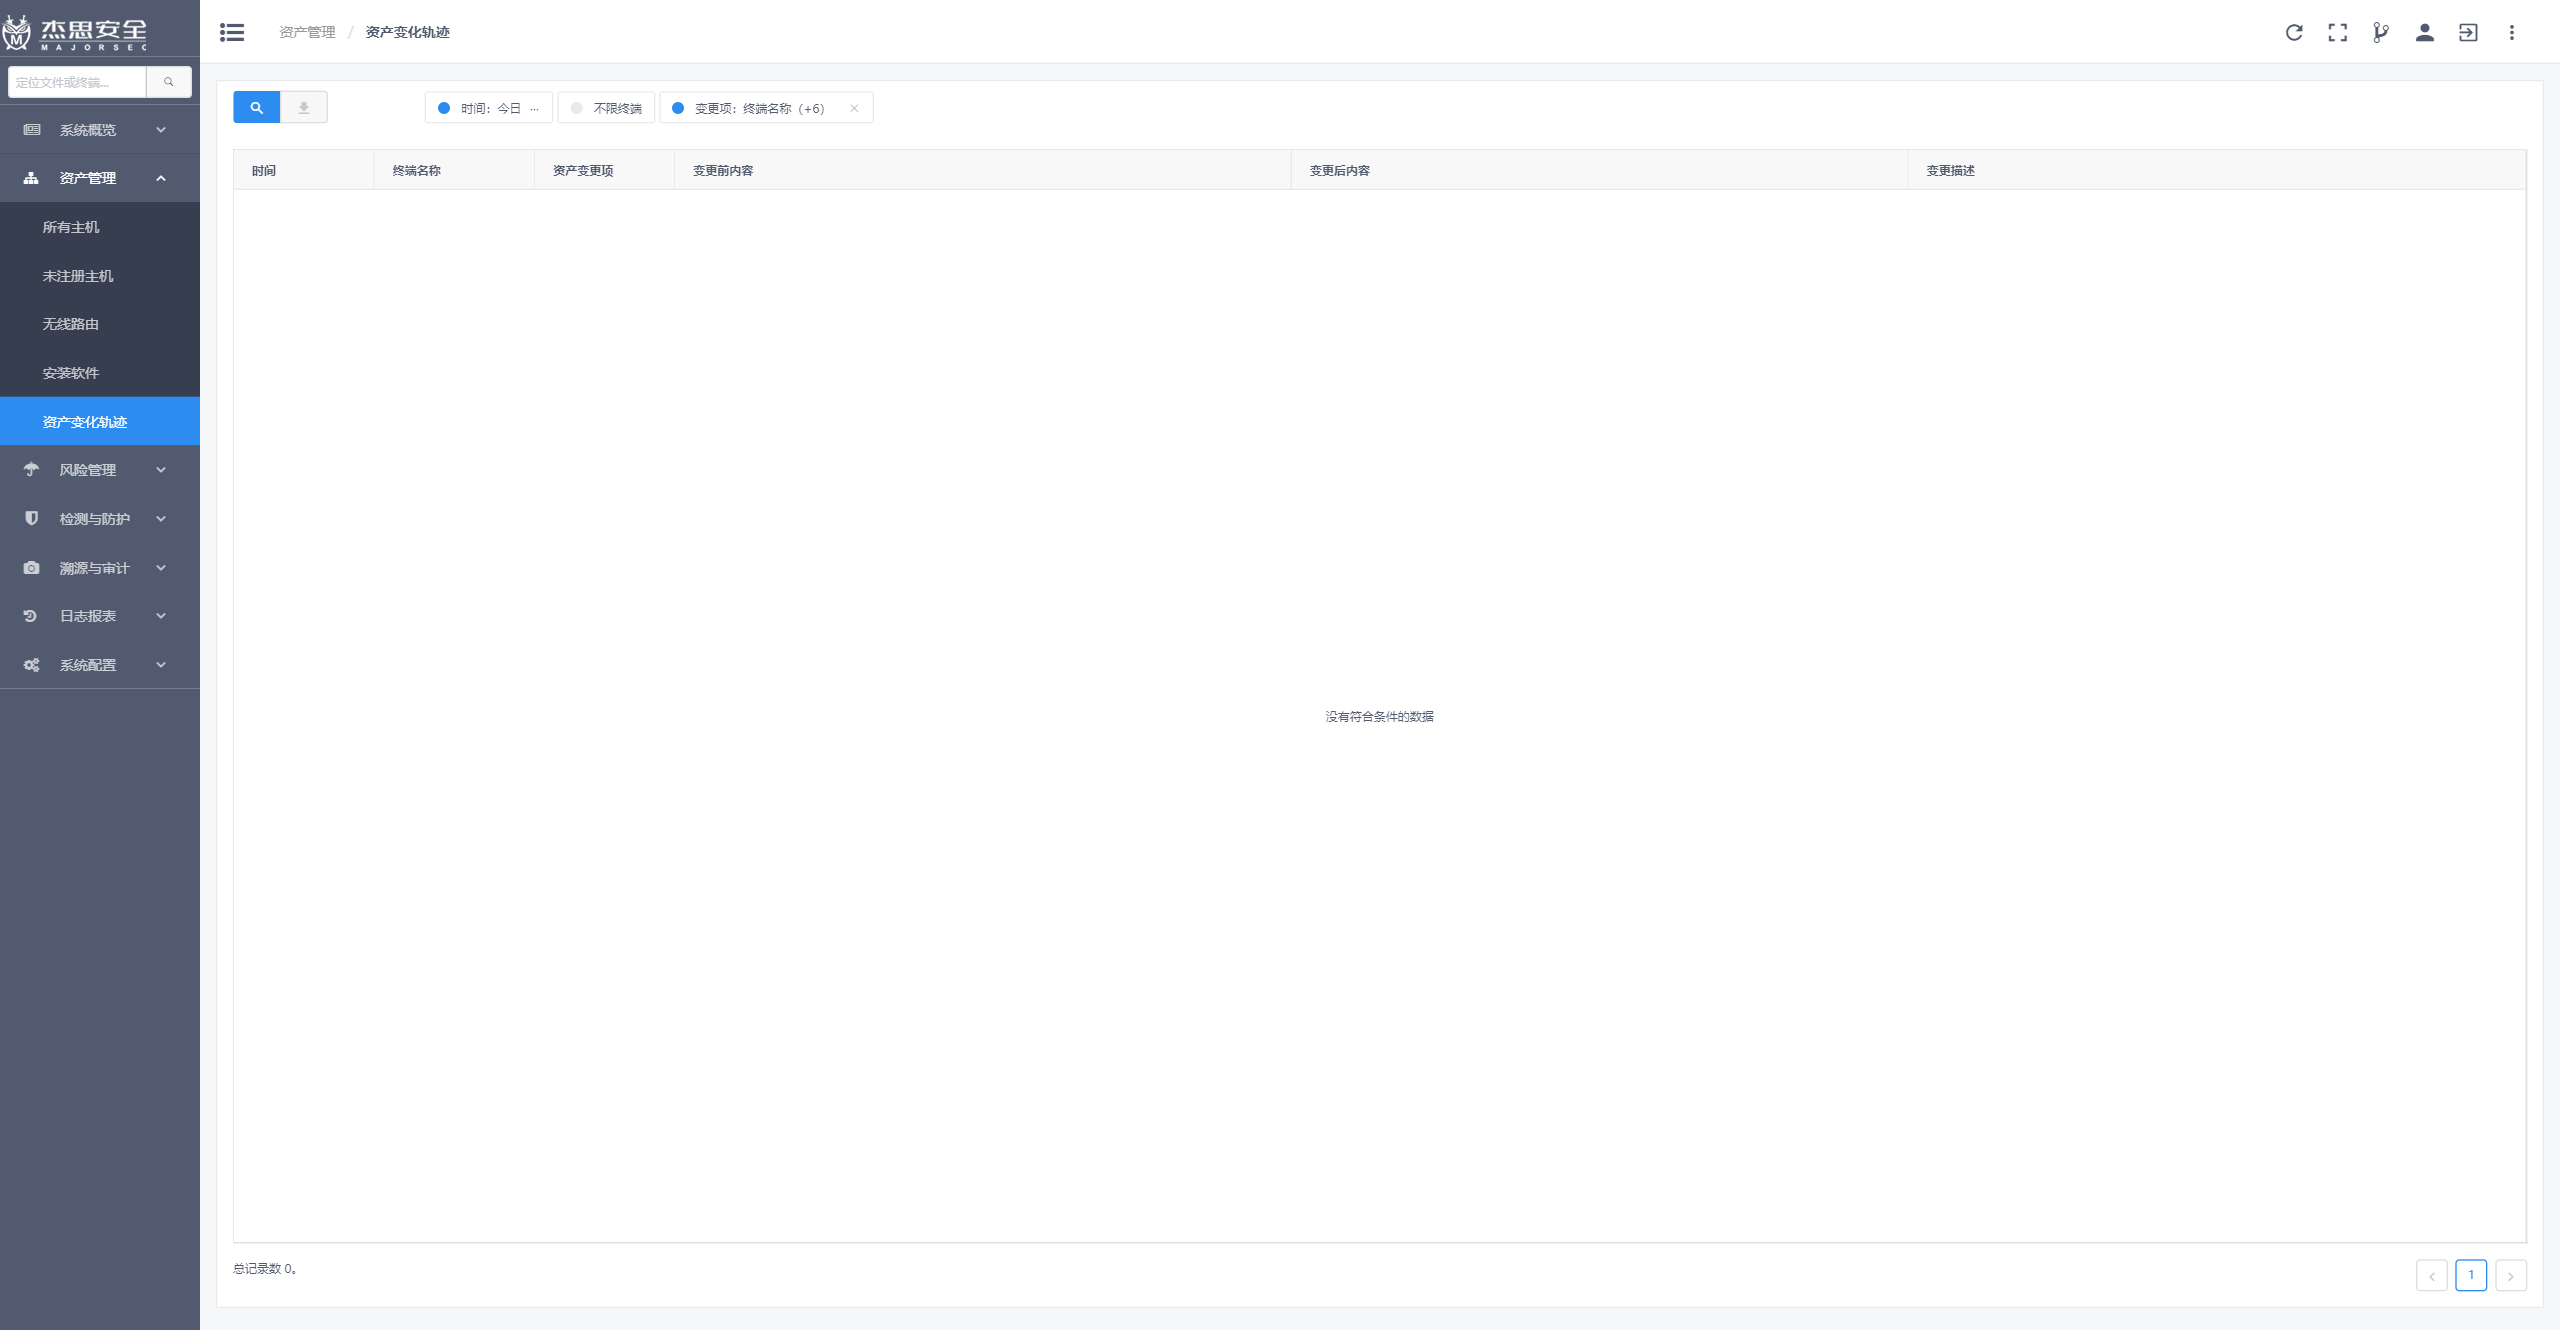 杰思安全
MAJORSEC
资产管理 / 资产变化轨迹
定位文件或终端...
系统概览
资产管理
所有主机
未注册主机
无线路由
安装软件
资产变化轨迹
风险管理
检测与防护
溯源与审计
日志报表
系统配置
时间：今日 ...
不限终端
变更项：终端名称（+6）
时间 终端名称 资产变更项 变更前内容 变更后内容 变更描述
没有符合条件的数据
总记录数 0。
1